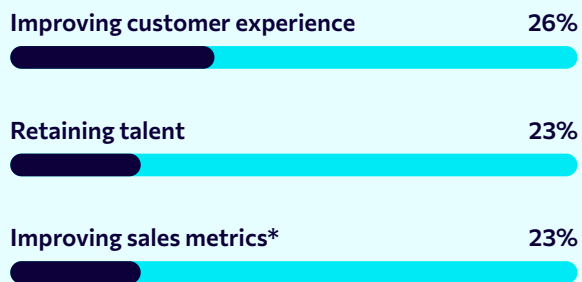 Improving customer experience 26%
Retaining talent 23%
Improving sales metrics* 23%